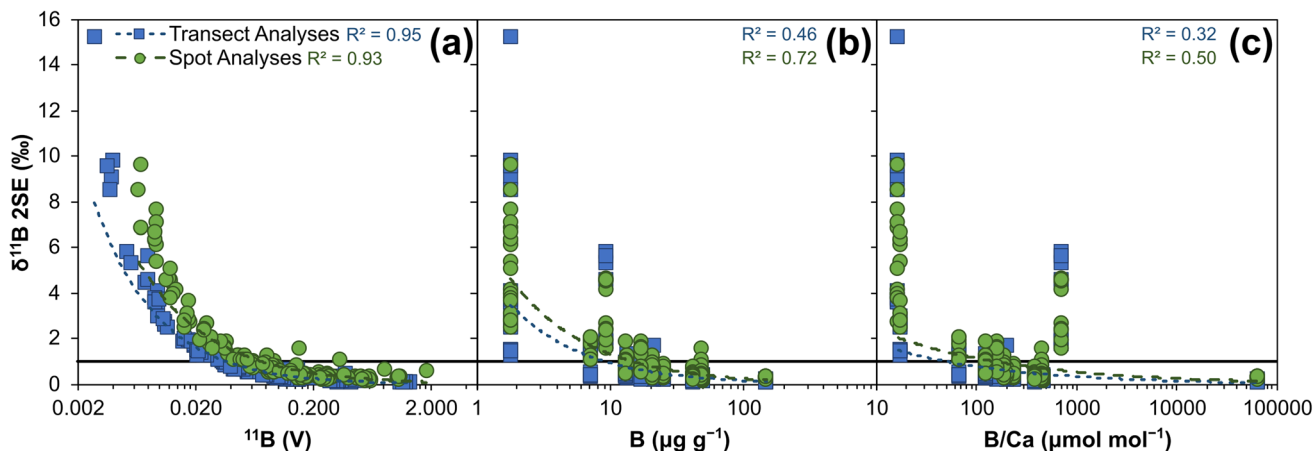 Transect Analyses R² = 0.95
Spot Analyses R² = 0.93
(a)
R² = 0.46
R² = 0.72
(b)
R² = 0.32
R² = 0.50
(c)
δ¹¹B 2SE (‰)
16
14
12
10
8
6
4
2
0
0.002 0.020 0.200 2.000
¹¹B (V)
1 10 100
B (µg g⁻¹)
10 100 1000 10000 100000
B/Ca (µmol mol⁻¹)